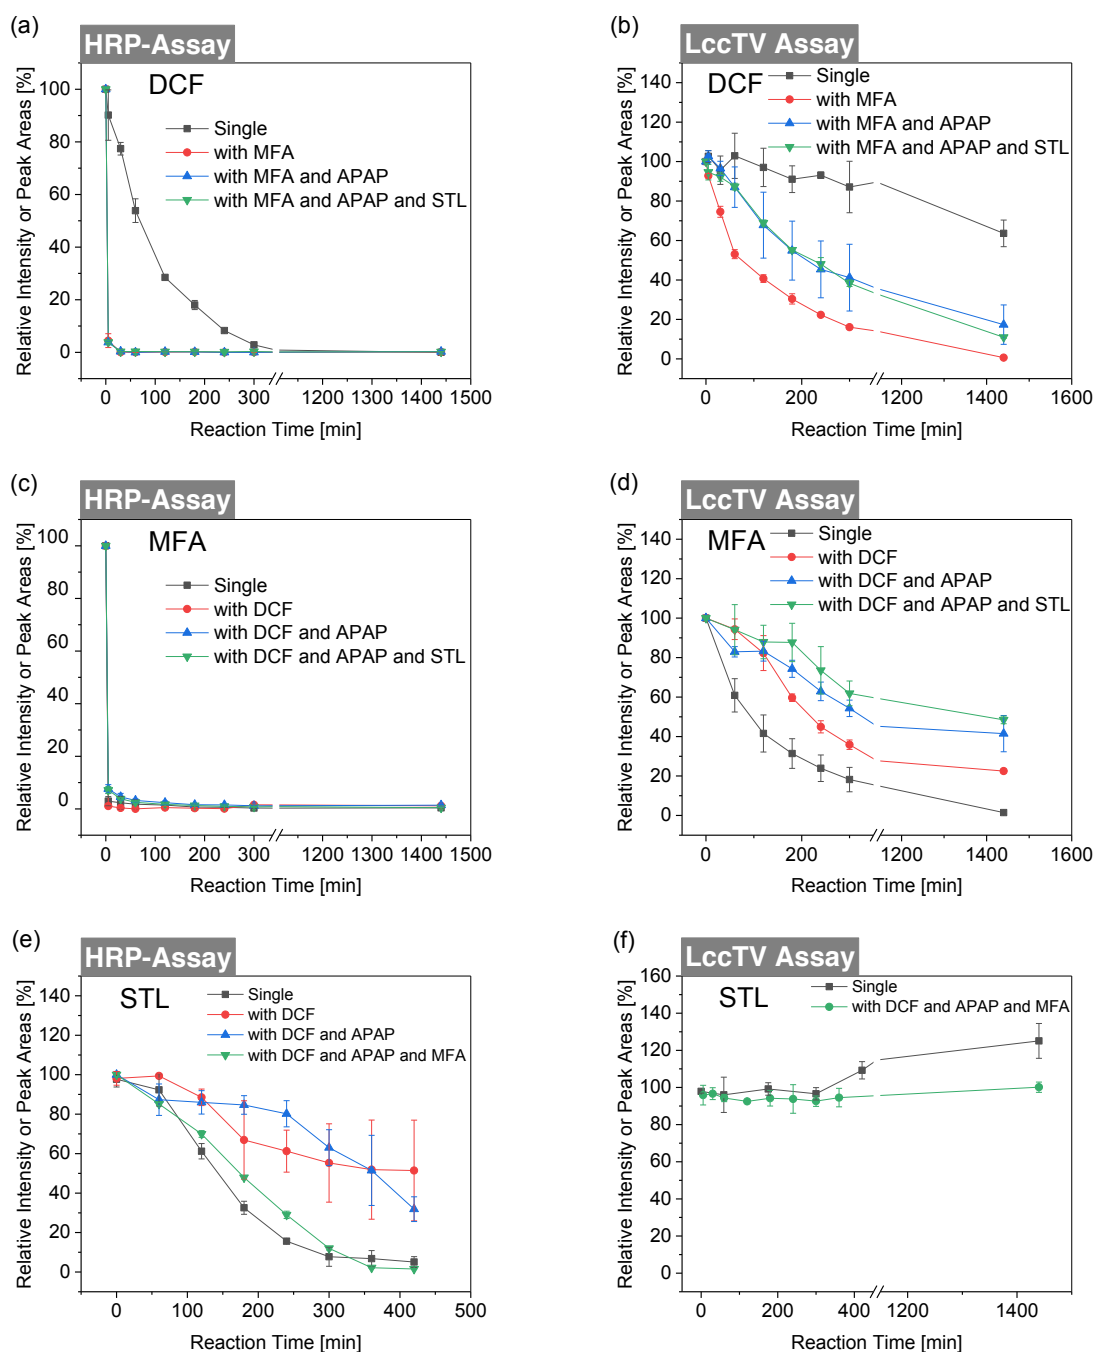 (a)
HRP-Assay
DCF
Single
with MFA
with MFA and APAP
with MFA and APAP and STL
Relative Intensity or Peak Areas [%]
100
80
60
40
20
0
0 100 200 300 1200 1300 1400 1500
Reaction Time [min]
(b)
LccTV Assay
DCF
Single
with MFA
with MFA and APAP
with MFA and APAP and STL
Relative Intensity or Peak Areas [%]
140
120
100
80
60
40
20
0
0 200 1200 1400 1600
Reaction Time [min]
(c)
HRP-Assay
MFA
Single
with DCF
with DCF and APAP
with DCF and APAP and STL
Relative Intensity or Peak Areas [%]
100
80
60
40
20
0
0 100 200 300 1200 1300 1400 1500
Reaction Time [min]
(d)
LccTV Assay
MFA
Single
with DCF
with DCF and APAP
with DCF and APAP and STL
Relative Intensity or Peak Areas [%]
140
120
100
80
60
40
20
0
0 200 1200 1400 1600
Reaction Time [min]
(e)
HRP-Assay
STL
Single
with DCF
with DCF and APAP
with DCF and APAP and MFA
Relative Intensity or Peak Areas [%]
140
120
100
80
60
40
20
0
0 100 200 300 400 500
Reaction Time [min]
(f)
LccTV Assay
STL
Single
with DCF and APAP and MFA
Relative Intensity or Peak Areas [%]
160
140
120
100
80
60
40
20
0
0 100 200 300 400 1200 1400
Reaction Time [min]